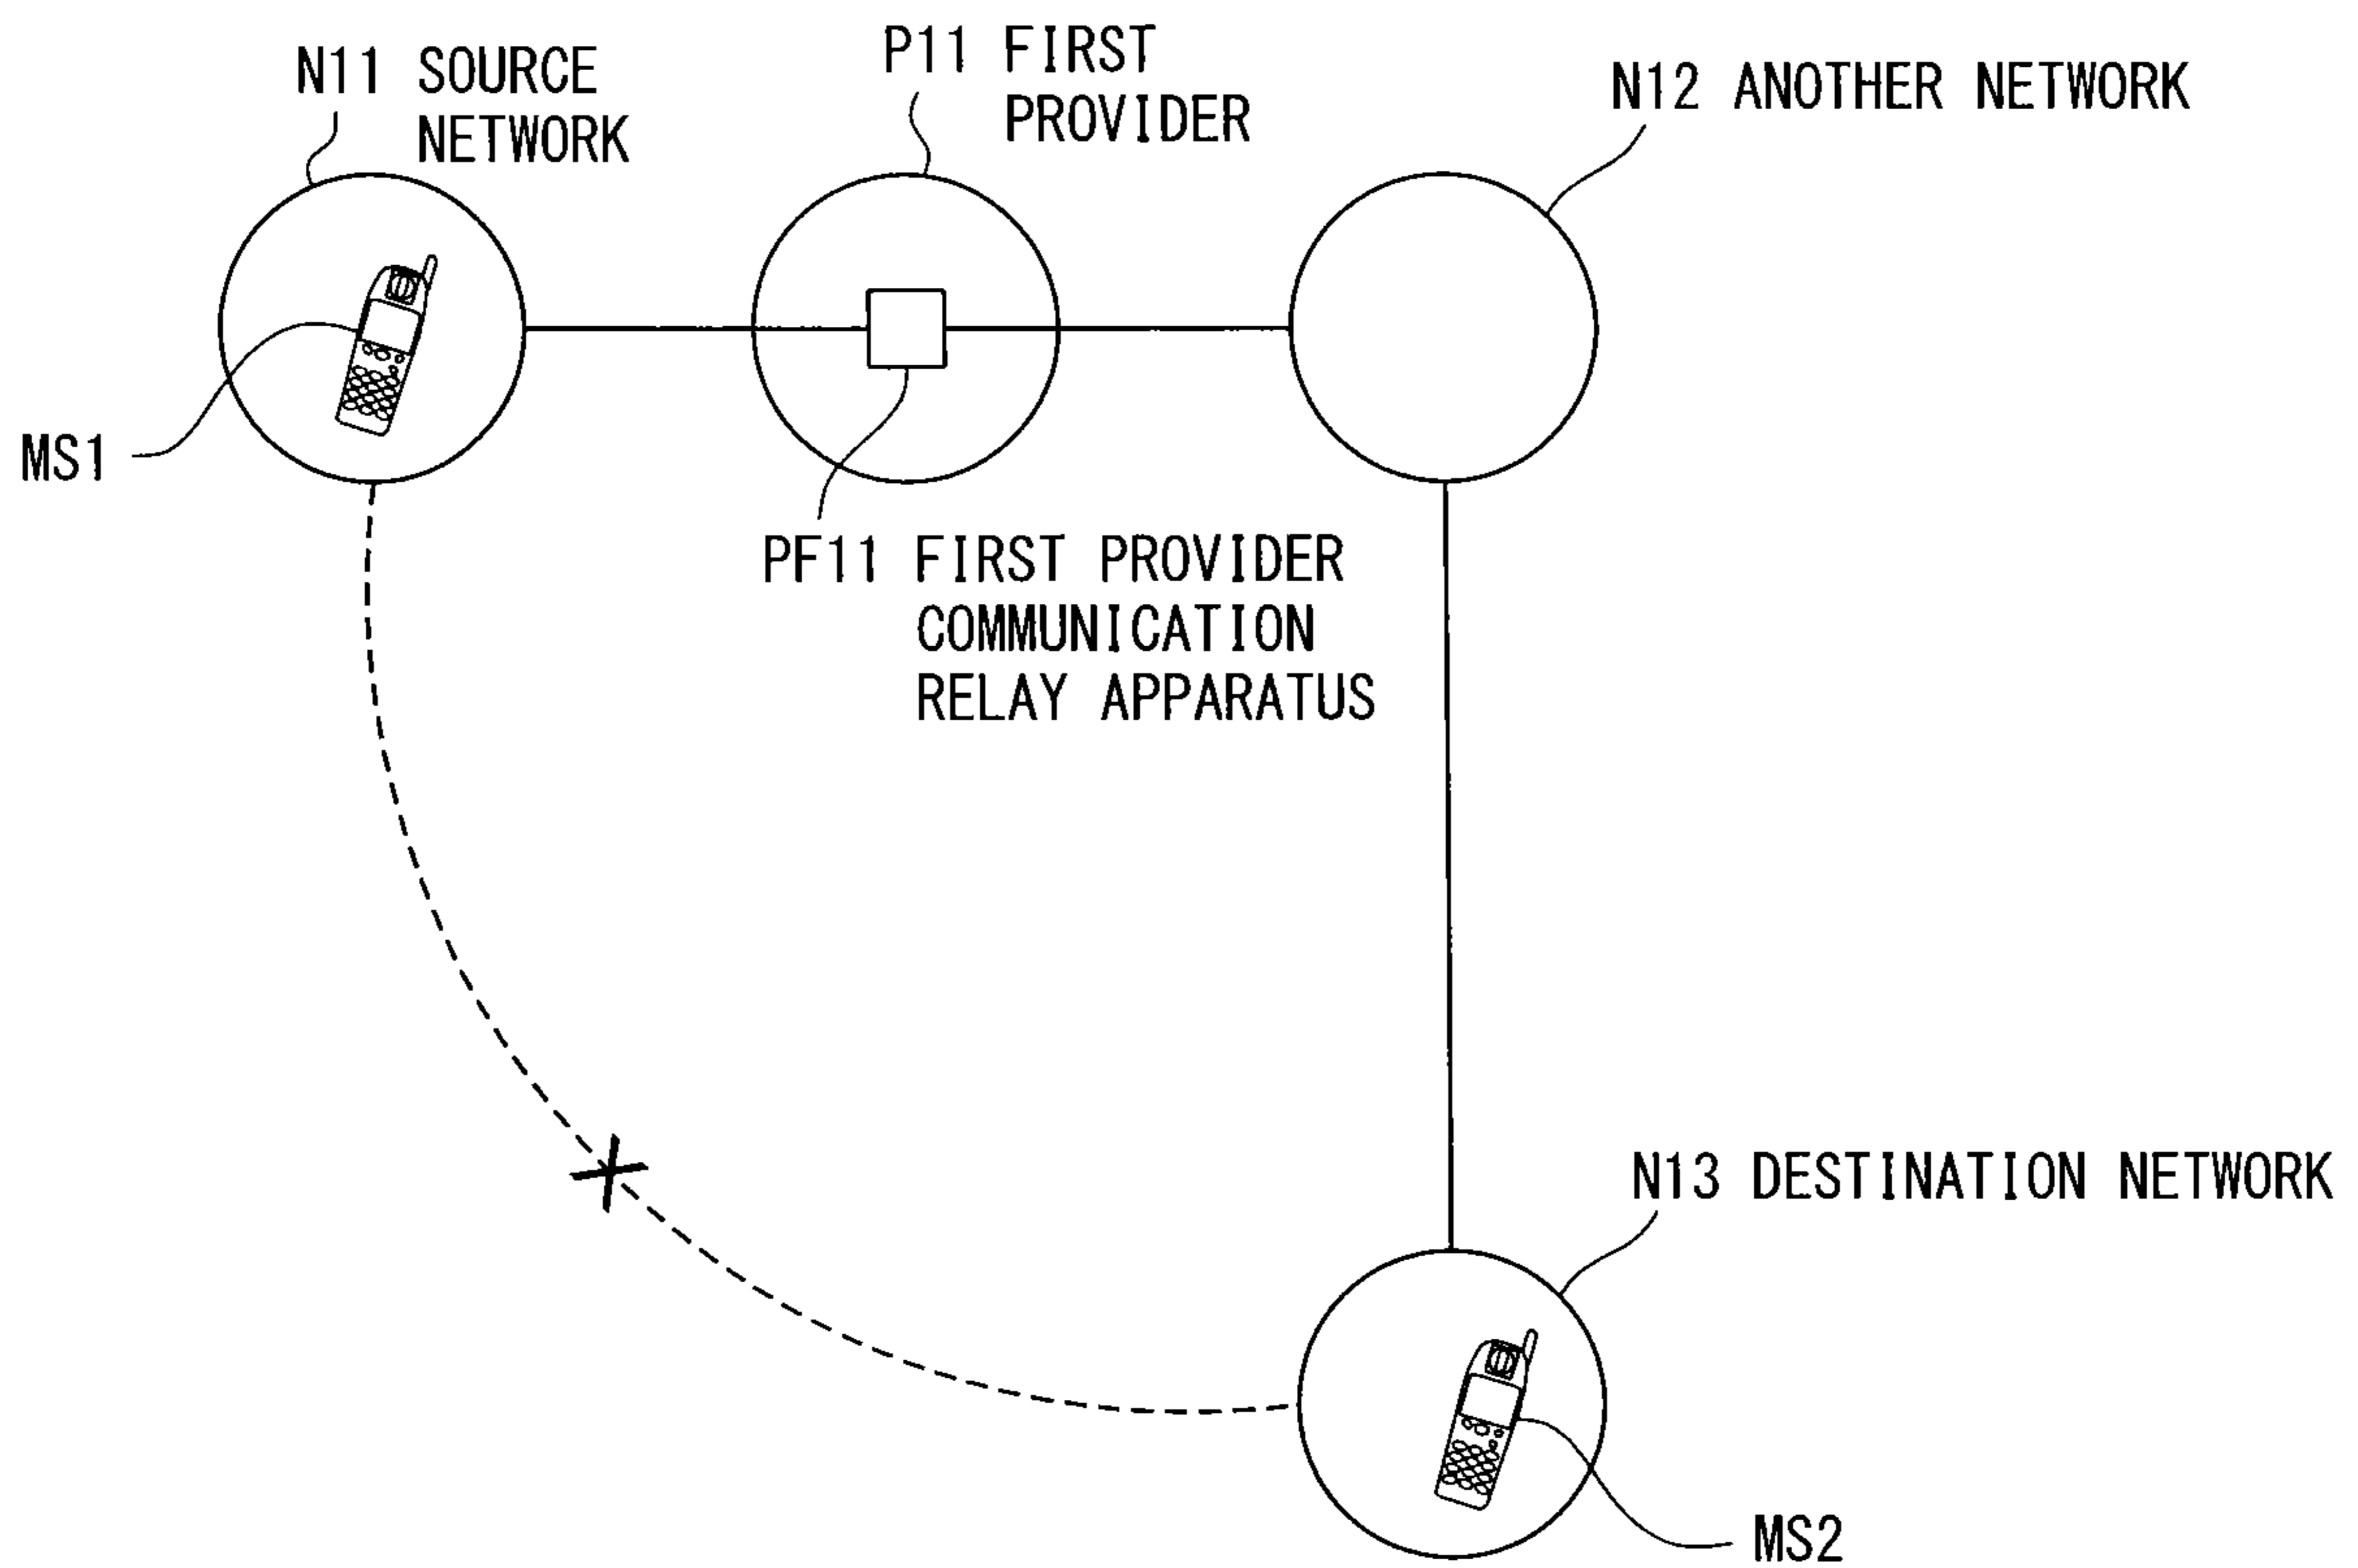 N11 SOURCE
NETWORK
P11 FIRST
PROVIDER
N12 ANOTHER NETWORK
MS1
PF11 FIRST PROVIDER
COMMUNICATION
RELAY APPARATUS
N13 DESTINATION NETWORK
MS2